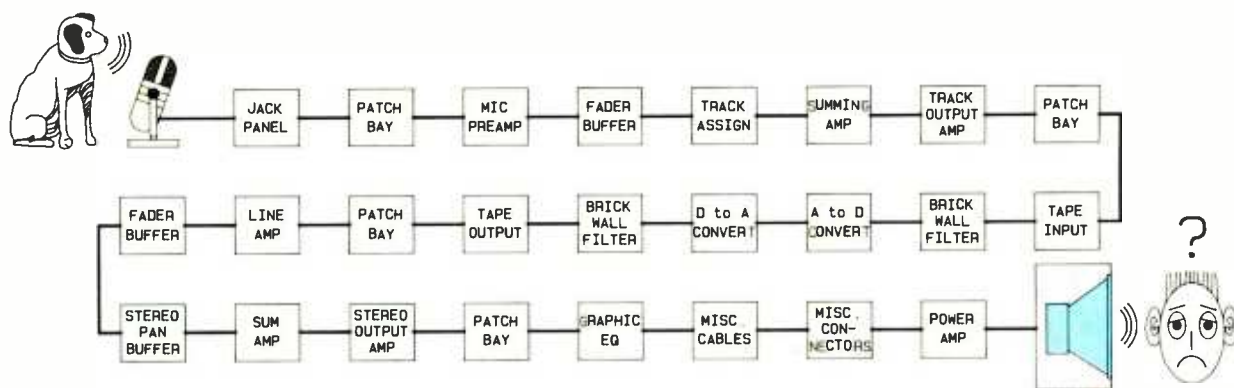 JACK
PANEL
PATCH
BAY
MIC
PREAMP
FADER
BUFFER
TRACK
ASSIGN
SUMMING
AMP
TRACK
OUTPUT
AMP
PATCH
BAY
FADER
BUFFER
LINE
AMP
PATCH
BAY
TAPE
OUTPUT
BRICK
WALL
FILTER
D to A
CONVERT
A to D
CONVERT
BRICK
WALL
FILTER
TAPE
INPUT
?
STEREO
PAN
BUFFER
SUM
AMP
STEREO
OUTPUT
AMP
PATCH
BAY
GRAPHIC
EQ
MISC.
CABLES
MISC.
CON-
NECTORS
POWER
AMP